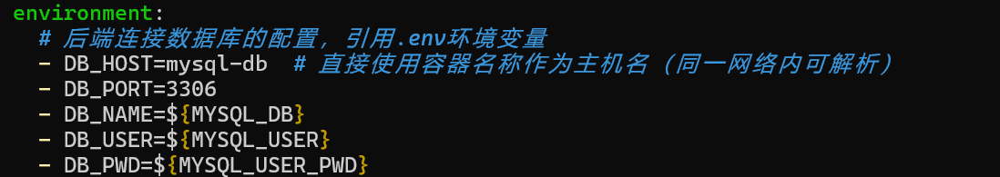 environment:
# 后端连接数据库的配置，引用.env环境变量
- DB_HOST=mysql-db  # 直接使用容器名称作为主机名（同一网络内可解析）
- DB_PORT=3306
- DB_NAME=${MYSQL_DB}
- DB_USER=${MYSQL_USER}
- DB_PWD=${MYSQL_USER_PWD}